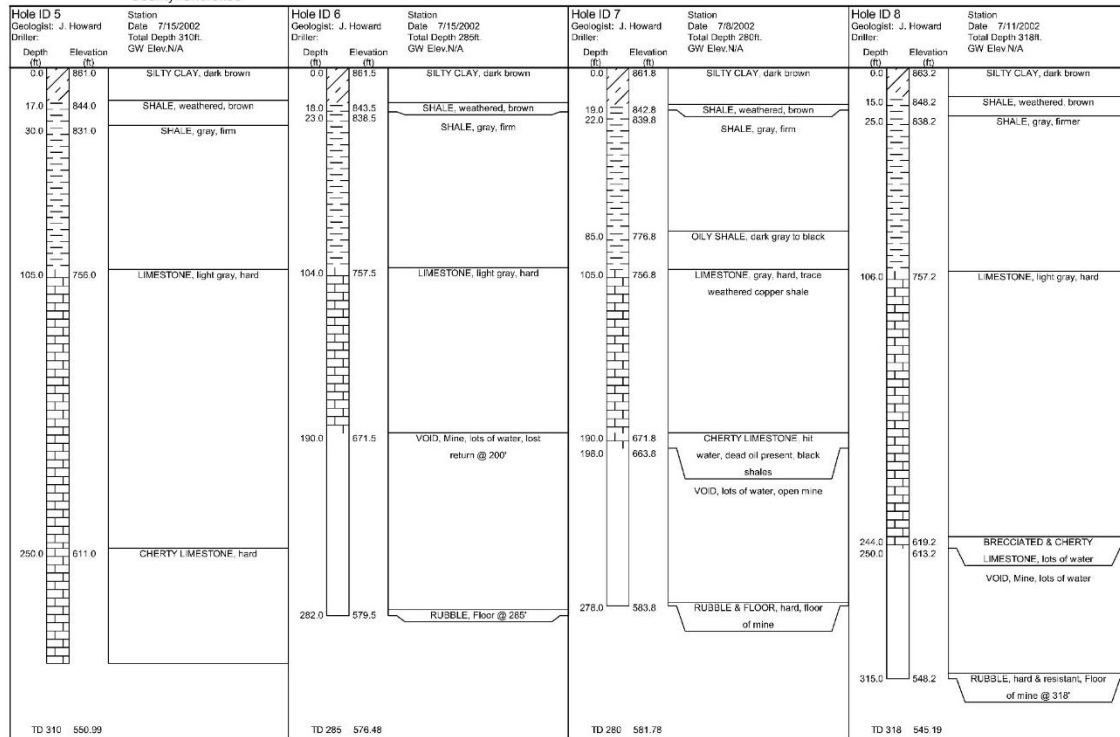 Hole ID 5
Geologist: J. Howard
Driller:
Station
Date 7/15/2002
Total Depth 310ft.
GW Elev.N/A
Depth Elevation
(ft) (ft)
0.0 861.0 SILTY CLAY, dark brown
17.0 844.0 SHALE, weathered, brown
30.0 831.0 SHALE, gray, firm
105.0 756.0 LIMESTONE, light gray, hard
250.0 611.0 CHERTY LIMESTONE, hard
TD 310 550.99
Hole ID 6
Geologist: J. Howard
Driller:
Station
Date 7/15/2002
Total Depth 285ft.
GW Elev.N/A
Depth Elevation
(ft) (ft)
0.0 861.5 SILTY CLAY, dark brown
18.0 843.5 SHALE, weathered, brown
23.0 838.5
SHALE, gray, firm
104.0 757.5 LIMESTONE, light gray, hard
190.0 671.5 VOID, Mine, lots of water, lost
return @ 200'
282.0 579.5 RUBBLE, Floor @ 285'
TD 285 576.48
Hole ID 7
Geologist: J. Howard
Driller:
Station
Date 7/8/2002
Total Depth 280ft.
GW Elev.N/A
Depth Elevation
(ft) (ft)
0.0 861.8 SILTY CLAY, dark brown
19.0 842.8 SHALE, weathered, brown
22.0 839.8
SHALE, gray, firm
85.0 776.8 OILY SHALE, dark gray to black
105.0 756.8 LIMESTONE, gray, hard, trace
weathered copper shale
190.0 671.8 CHERTY LIMESTONE, hit
198.0 663.8 water, dead oil present, black
shales
VOID, lots of water, open mine
278.0 583.8 RUBBLE & FLOOR, hard, floor
of mine
TD 280 581.78
Hole ID 8
Geologist: J. Howard
Driller:
Station
Date 7/11/2002
Total Depth 318ft.
GW Elev.N/A
Depth Elevation
(ft) (ft)
0.0 863.2 SILTY CLAY, dark brown
15.0 848.2 SHALE, weathered, brown
25.0 838.2 SHALE, gray, firmer
106.0 757.2 LIMESTONE, light gray, hard
244.0 619.2 BRECCIATED & CHERTY
250.0 613.2 LIMESTONE, lots of water
VOID, Mine, lots of water
315.0 548.2 RUBBLE, hard & resistant, Floor
of mine @ 318'
TD 318 545.19